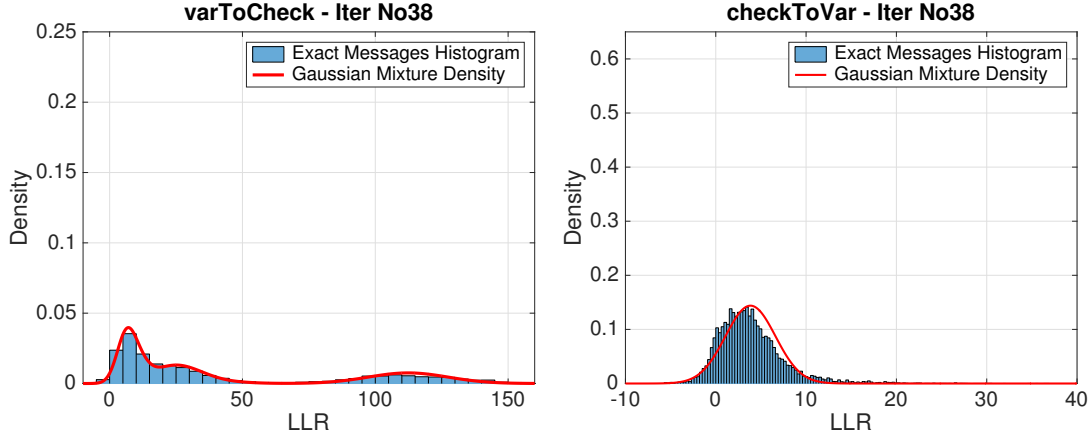 varToCheck - Iter No38
0.25
0.2
0.15
0.1
0.05
0
Density
0
50
100
150
LLR
Exact Messages Histogram
Gaussian Mixture Density
checkToVar - Iter No38
0.6
0.5
0.4
0.3
0.2
0.1
0
Density
-10
0
10
20
30
40
LLR
Exact Messages Histogram
Gaussian Mixture Density